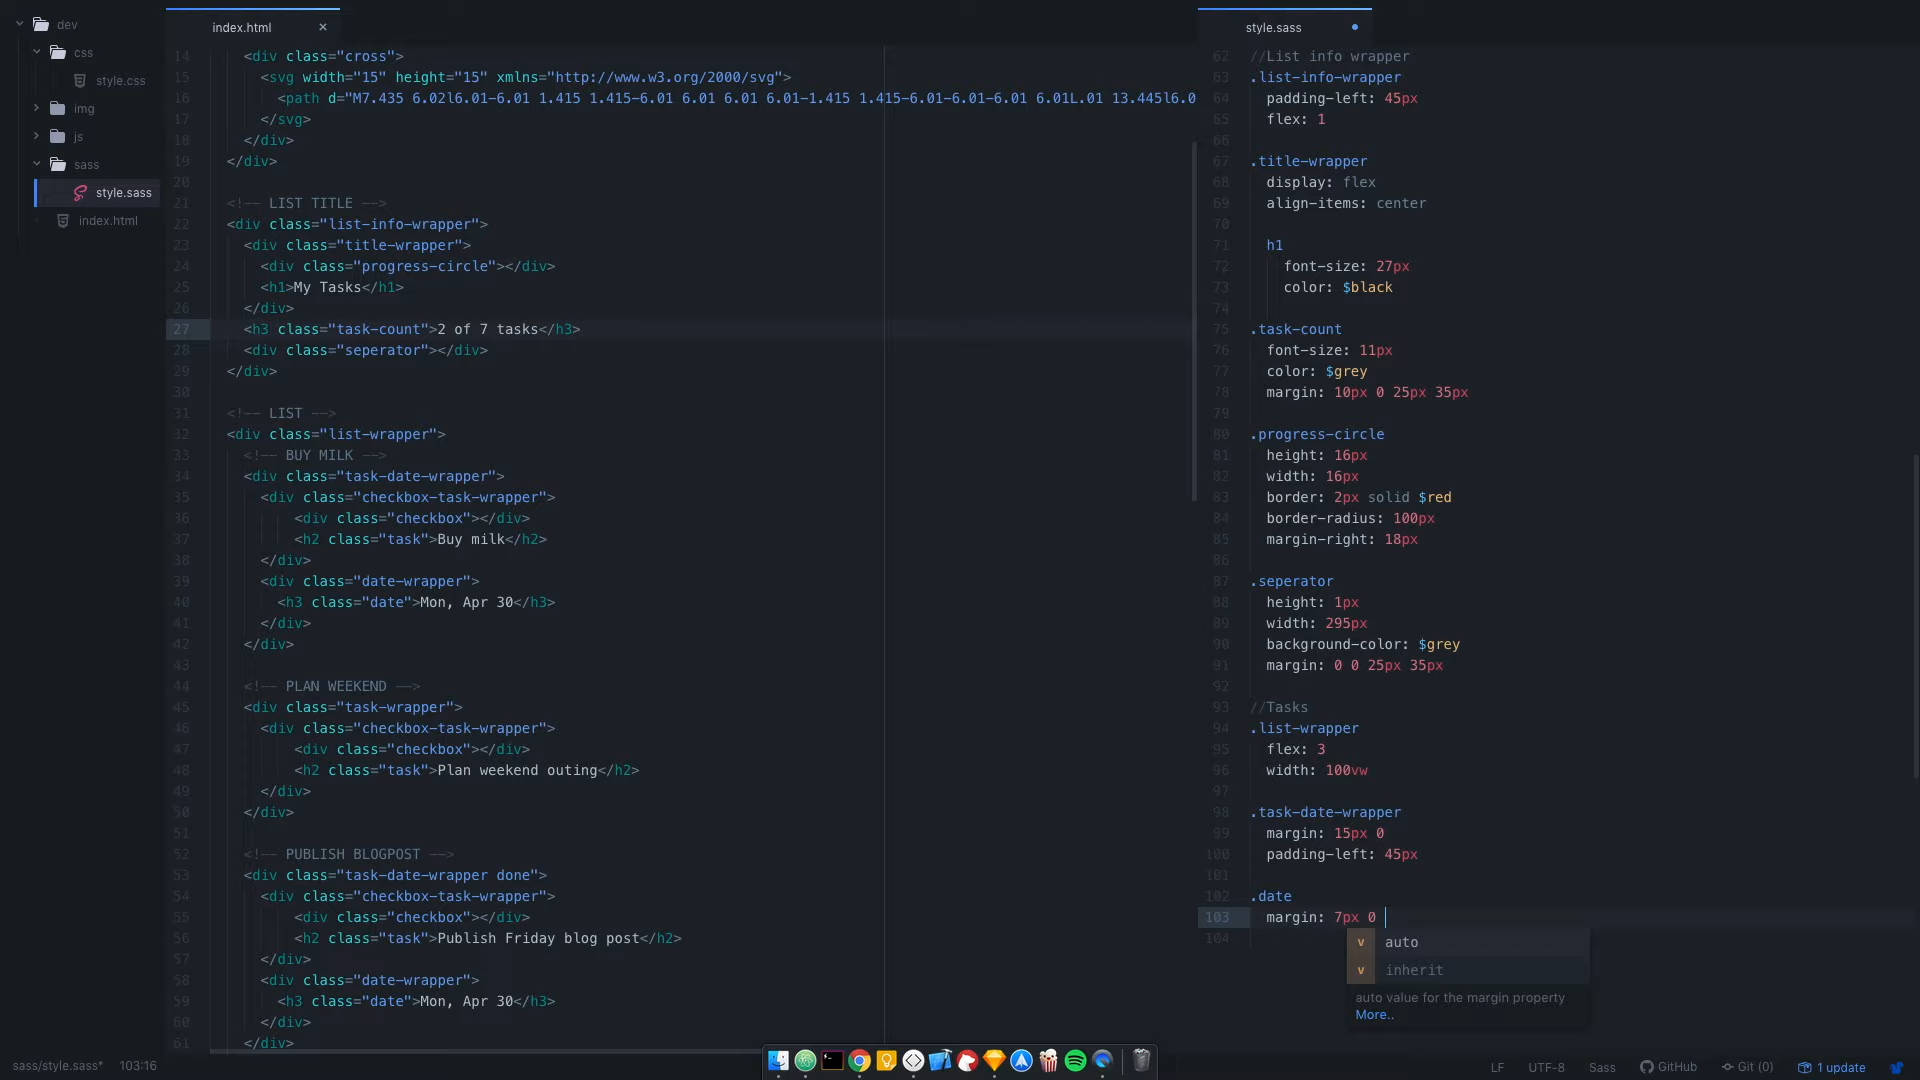 dev
css
style.css
img
js
sass
style.sass
index.html
index.html
14 <div class="cross">
15 <svg width="15" height="15" xmlns="http://www.w3.org/2000/svg">
16 <path d="M7.435 6.02l6.01-6.01 1.415 1.415-6.01 6.01 6.01 6.01-1.415 1.415-6.01-6.01-6.01 6.01L.01 13.445l6.0
17 </svg>
18 </div>
19 </div>
20
21 <!-- LIST TITLE -->
22 <div class="list-info-wrapper">
23 <div class="title-wrapper">
24 <div class="progress-circle"></div>
25 <h1>My Tasks</h1>
26 </div>
27 <h3 class="task-count">2 of 7 tasks</h3>
28 <div class="seperator"></div>
29 </div>
30
31 <!-- LIST -->
32 <div class="list-wrapper">
33 <!-- BUY MILK -->
34 <div class="task-date-wrapper">
35 <div class="checkbox-task-wrapper">
36 <div class="checkbox"></div>
37 <h2 class="task">Buy milk</h2>
38 </div>
39 <div class="date-wrapper">
40 <h3 class="date">Mon, Apr 30</h3>
41 </div>
42 </div>
43
44 <!-- PLAN WEEKEND -->
45 <div class="task-wrapper">
46 <div class="checkbox-task-wrapper">
47 <div class="checkbox"></div>
48 <h2 class="task">Plan weekend outing</h2>
49 </div>
50 </div>
51
52 <!-- PUBLISH BLOGPOST -->
53 <div class="task-date-wrapper done">
54 <div class="checkbox-task-wrapper">
55 <div class="checkbox"></div>
56 <h2 class="task">Publish Friday blog post</h2>
57 </div>
58 <div class="date-wrapper">
59 <h3 class="date">Mon, Apr 30</h3>
60 </div>
61 </div>
style.sass
62 //List info wrapper
63 .list-info-wrapper
64 padding-left: 45px
65 flex: 1
66
67 .title-wrapper
68 display: flex
69 align-items: center
70
71 h1
72 font-size: 27px
73 color: $black
74
75 .task-count
76 font-size: 11px
77 color: $grey
78 margin: 10px 0 25px 35px
79
80 .progress-circle
81 height: 16px
82 width: 16px
83 border: 2px solid $red
84 border-radius: 100px
85 margin-right: 18px
86
87 .seperator
88 height: 1px
89 width: 295px
90 background-color: $grey
91 margin: 0 0 25px 35px
92
93 //Tasks
94 .list-wrapper
95 flex: 3
96 width: 100vw
97
98 .task-date-wrapper
99 margin: 15px 0
100 padding-left: 45px
101
102 .date
103 margin: 7px 0
104
v auto
v inherit
auto value for the margin property
More..
sass/style.sass* 103:16
LF UTF-8 Sass GitHub Git (0) 1 update